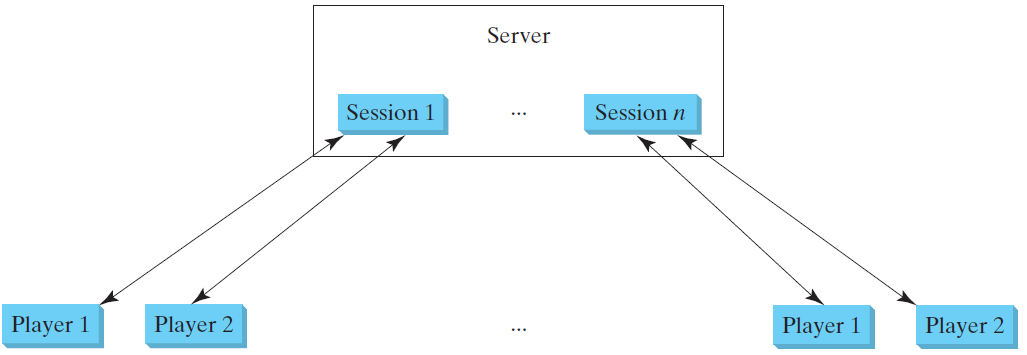 Server
Session 1 ... Session n
Player 1 Player 2 ... Player 1 Player 2